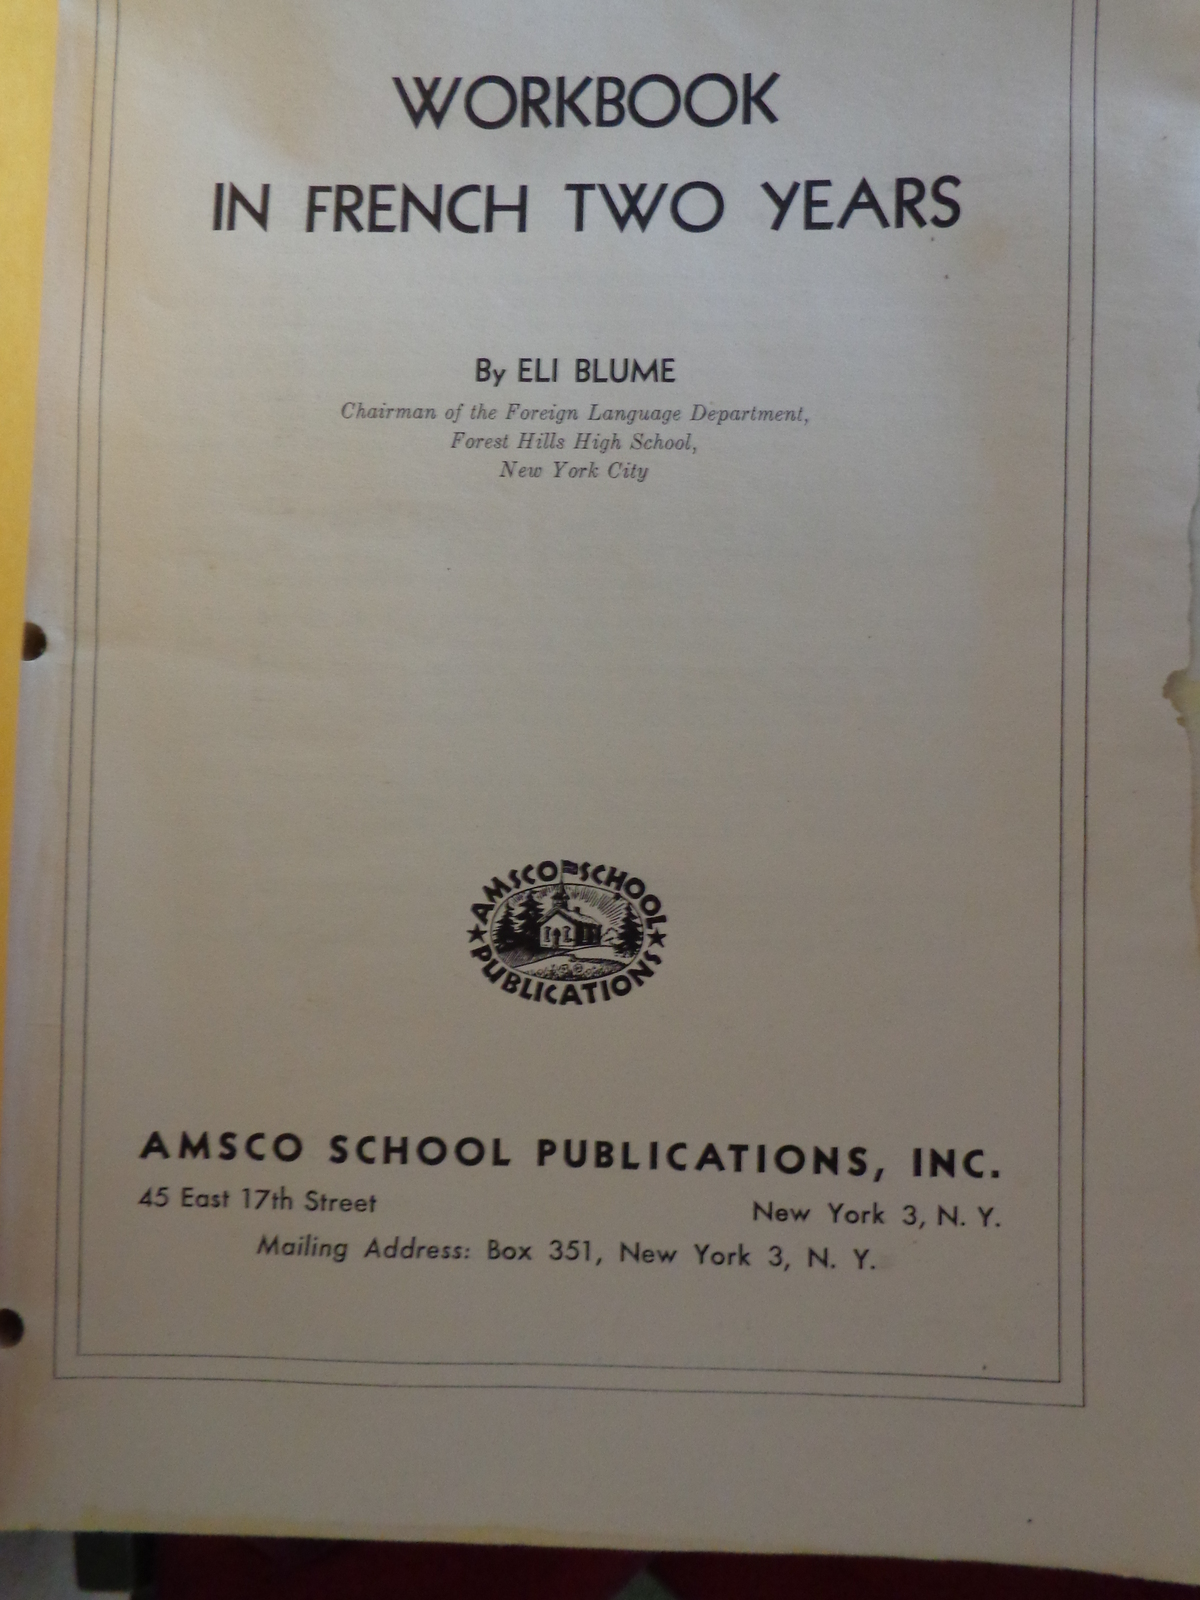 WORKBOOK
IN FRENCH TWO YEARS
By ELI BLUME
Chairman of the Foreign Language Department,
Forest Hills High School,
New York City
AMSCO SCHOOL
PUBLICATIONS
AMSCO SCHOOL PUBLICATIONS, INC.
45 East 17th Street New York 3, N. Y.
Mailing Address: Box 351, New York 3, N. Y.